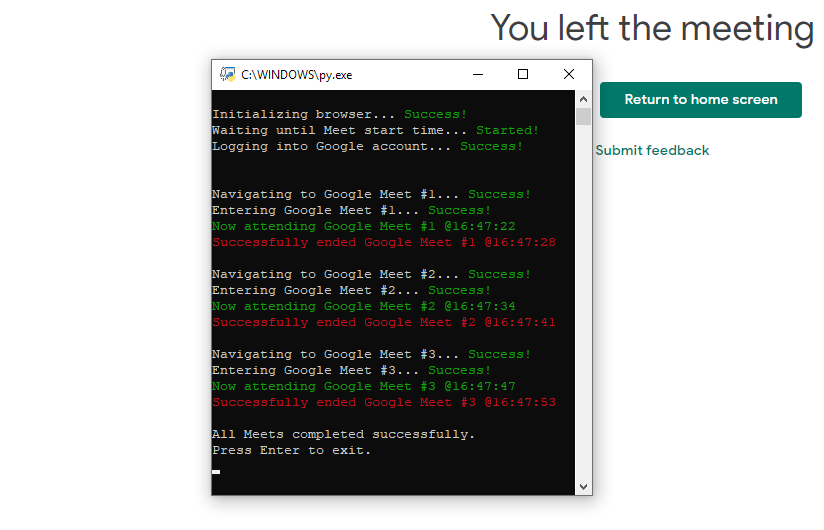 You left the meeting
C:\WINDOWS\py.exe
Return to home screen
Submit feedback
Initializing browser... Success!
Waiting until Meet start time... Started!
Logging into Google account... Success!
Navigating to Google Meet #1... Success!
Entering Google Meet #1... Success!
Now attending Google Meet #1 @16:47:22
Successfully ended Google Meet #1 @16:47:28
Navigating to Google Meet #2... Success!
Entering Google Meet #2... Success!
Now attending Google Meet #2 @16:47:34
Successfully ended Google Meet #2 @16:47:41
Navigating to Google Meet #3... Success!
Entering Google Meet #3... Success!
Now attending Google Meet #3 @16:47:47
Successfully ended Google Meet #3 @16:47:53
All Meets completed successfully.
Press Enter to exit.